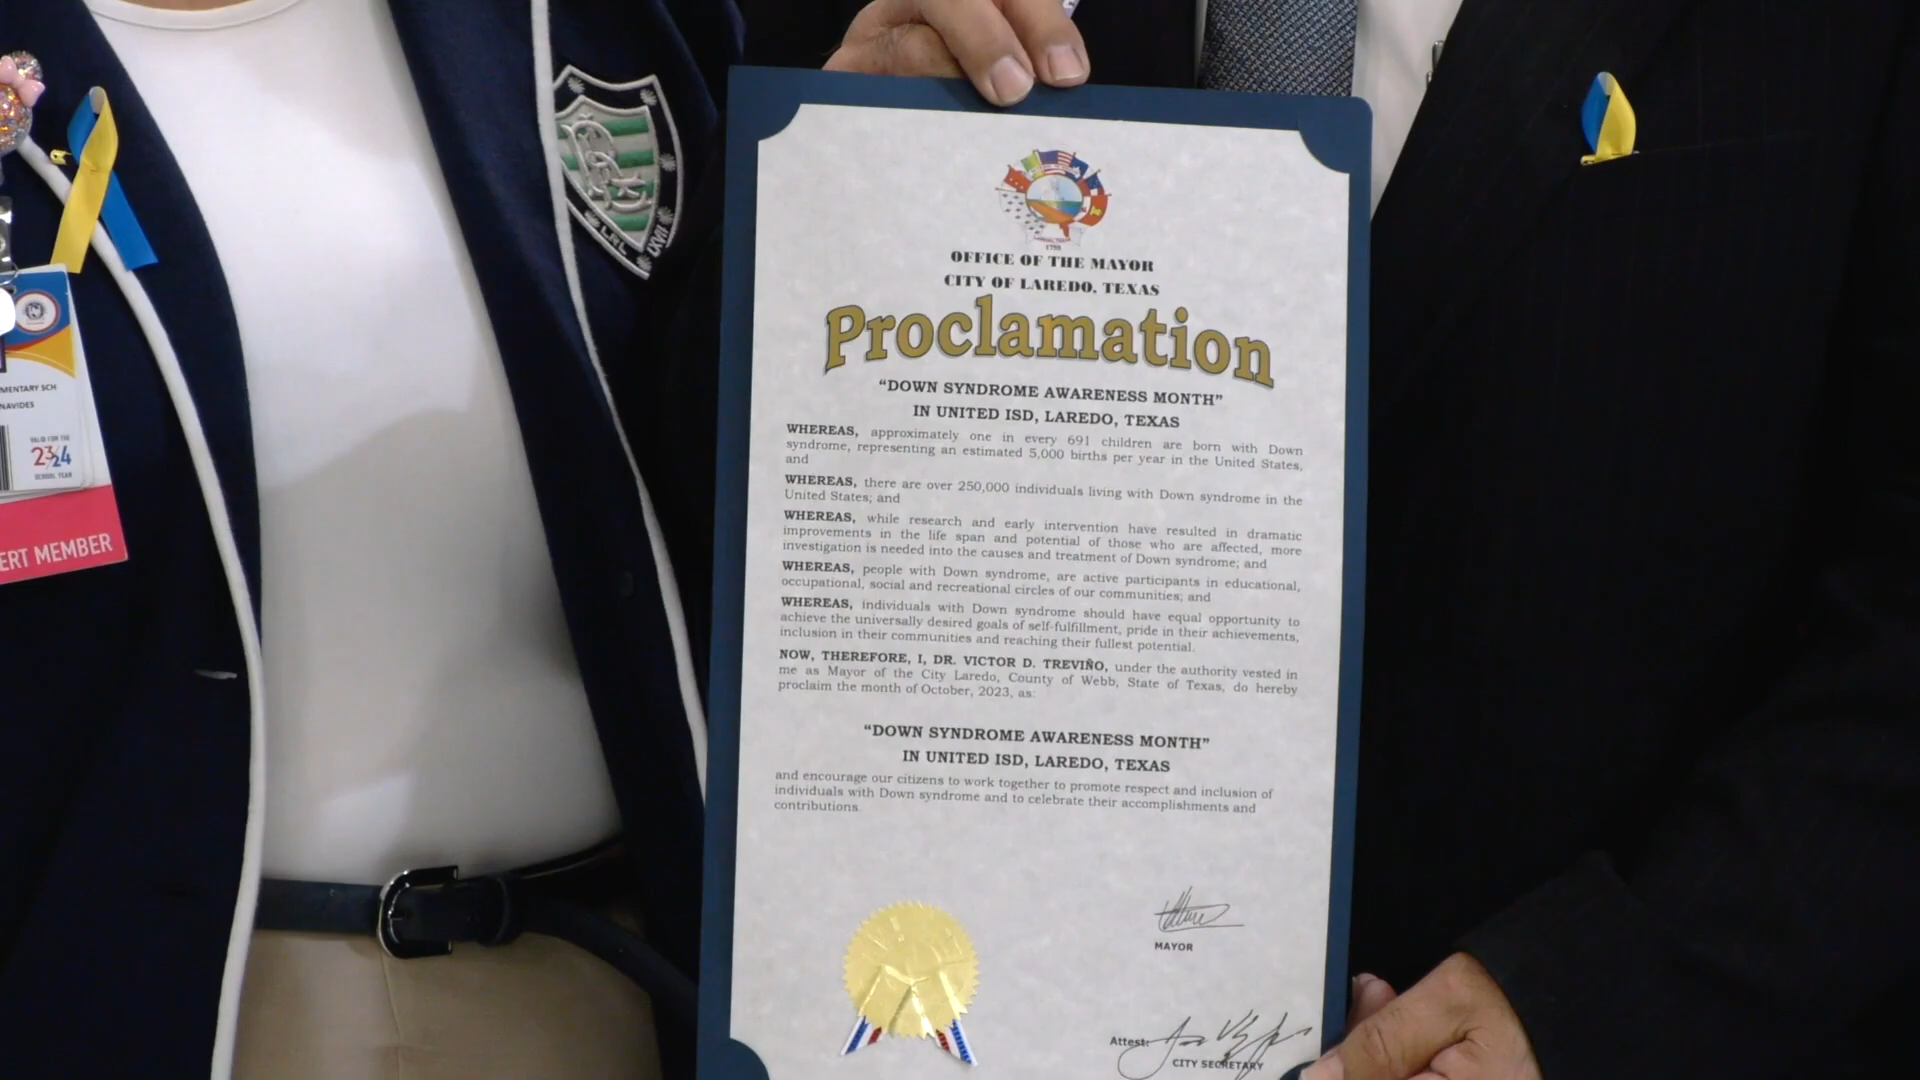 OFFICE OF THE MAYOR
CITY OF LAREDO, TEXAS
Proclamation
“DOWN SYNDROME AWARENESS MONTH”
IN UNITED ISD, LAREDO, TEXAS
WHEREAS, approximately one in every 691 children are born with Down
syndrome, representing an estimated 5,000 births per year in the United States,
and
WHEREAS, there are over 250,000 individuals living with Down syndrome in the
United States; and
WHEREAS, while research and early intervention have resulted in dramatic
improvements in the life span and potential of those who are affected, more
investigation is needed into the causes and treatment of Down syndrome; and
WHEREAS, people with Down syndrome, are active participants in educational,
occupational, social and recreational circles of our communities; and
WHEREAS, individuals with Down syndrome should have equal opportunity to
achieve the universally desired goals of self-fulfillment, pride in their achievements,
inclusion in their communities and reaching their fullest potential.
NOW, THEREFORE, I, DR. VICTOR D. TREVIÑO, under the authority vested in
me as Mayor of the City Laredo, County of Webb, State of Texas, do hereby
proclaim the month of October, 2023, as:
“DOWN SYNDROME AWARENESS MONTH”
IN UNITED ISD, LAREDO, TEXAS
and encourage our citizens to work together to promote respect and inclusion of
individuals with Down syndrome and to celebrate their accomplishments and
contributions.
MAYOR
Attest:
CITY SECRETARY
MENTARY SCH
NAVIDES
VALID FOR THE
23/24
SCHOOL YEAR
ERT MEMBER
LXVII